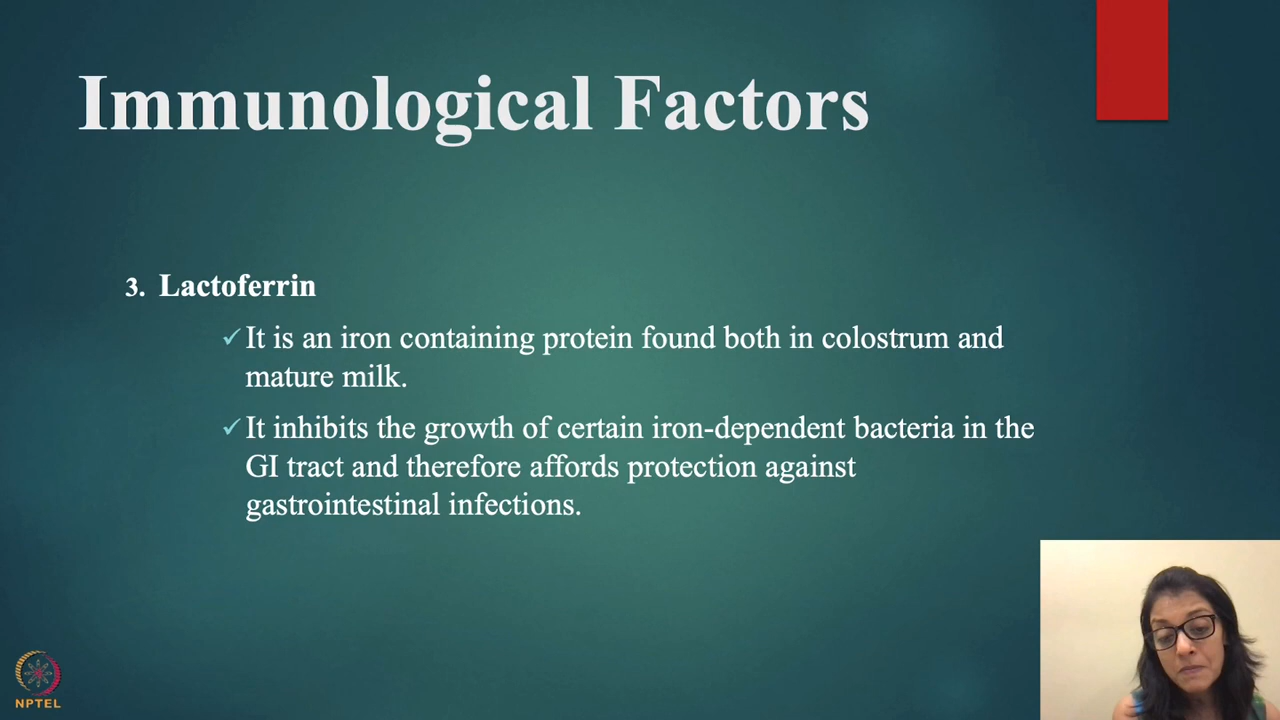 Immunological Factors
3. Lactoferrin
✓It is an iron containing protein found both in colostrum and
mature milk.
✓It inhibits the growth of certain iron-dependent bacteria in the
GI tract and therefore affords protection against
gastrointestinal infections.
NPTEL